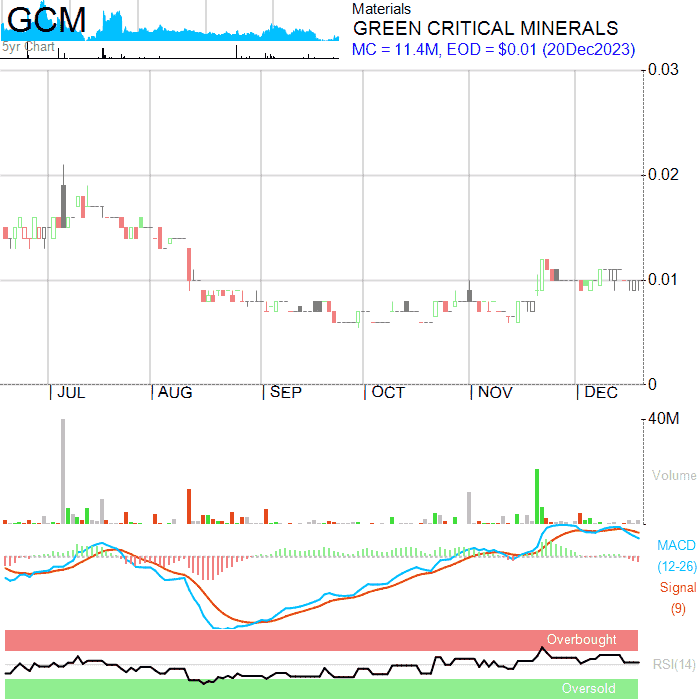 GCM
5yr Chart
Materials
GREEN CRITICAL MINERALS
MC = 11.4M, EOD = $0.01 (20Dec2023)
0.03
0.02
0.01
0
JUL AUG SEP OCT NOV DEC
40M
Volume
MACD
(12-26)
Signal
(9)
Overbought
RSI(14)
Oversold